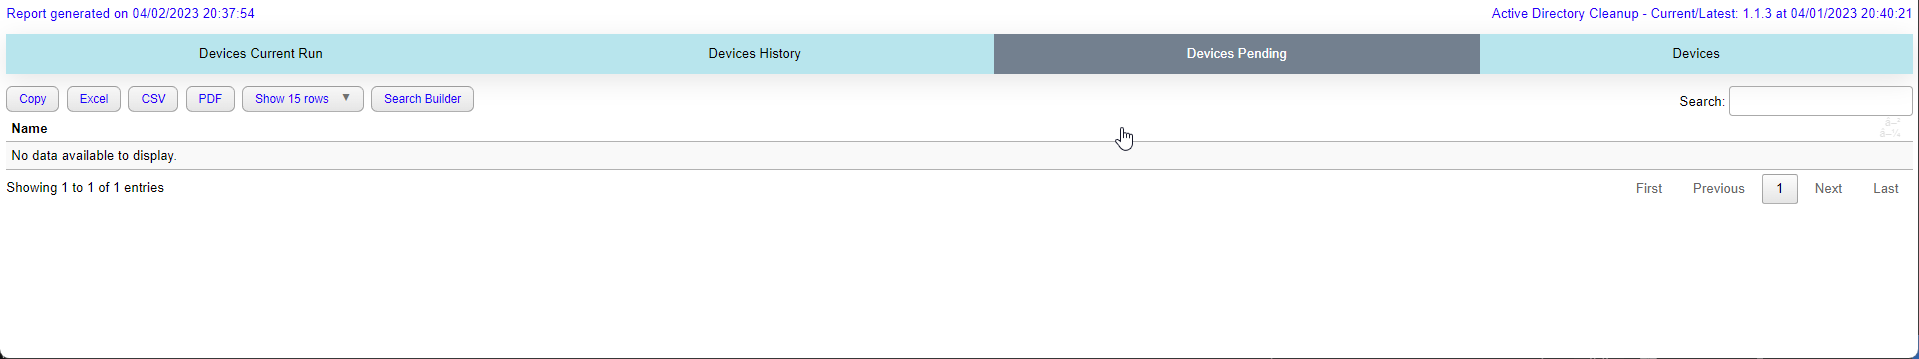 Report generated on 04/02/2023 20:37:54
Active Directory Cleanup - Current/Latest: 1.1.3 at 04/01/2023 20:40:21
Devices Current Run
Devices History
Devices Pending
Devices
Copy
Excel
CSV
PDF
Show 15 rows ▼
Search Builder
Search:
Name
No data available to display.
Showing 1 to 1 of 1 entries
First
Previous
1
Next
Last